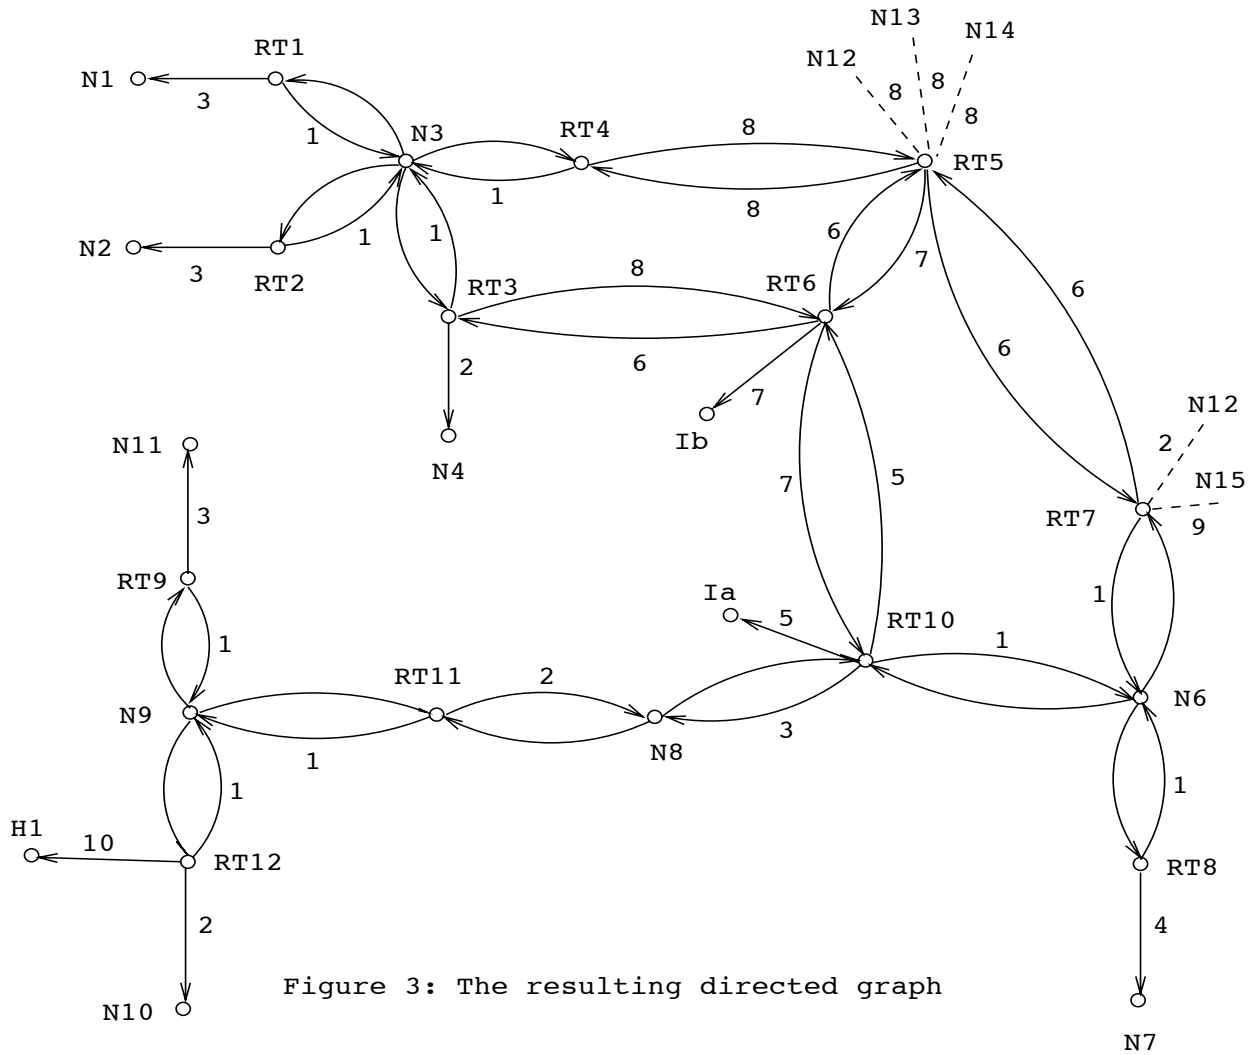 N13
N14
N12
RT1
8
8
8
N1
3
1
N3
RT4
8
RT5
1
8
1
1
6
7
N2
3
RT2
RT3
8
RT6
6
6
6
2
7
N12
2
N11
N4
Ib
N15
9
7
5
RT7
3
RT9
Ia
5
1
RT10
1
1
RT11
2
N6
N9
3
N8
1
1
1
H1
10
RT12
RT8
2
4
Figure 3: The resulting directed graph
N10
N7